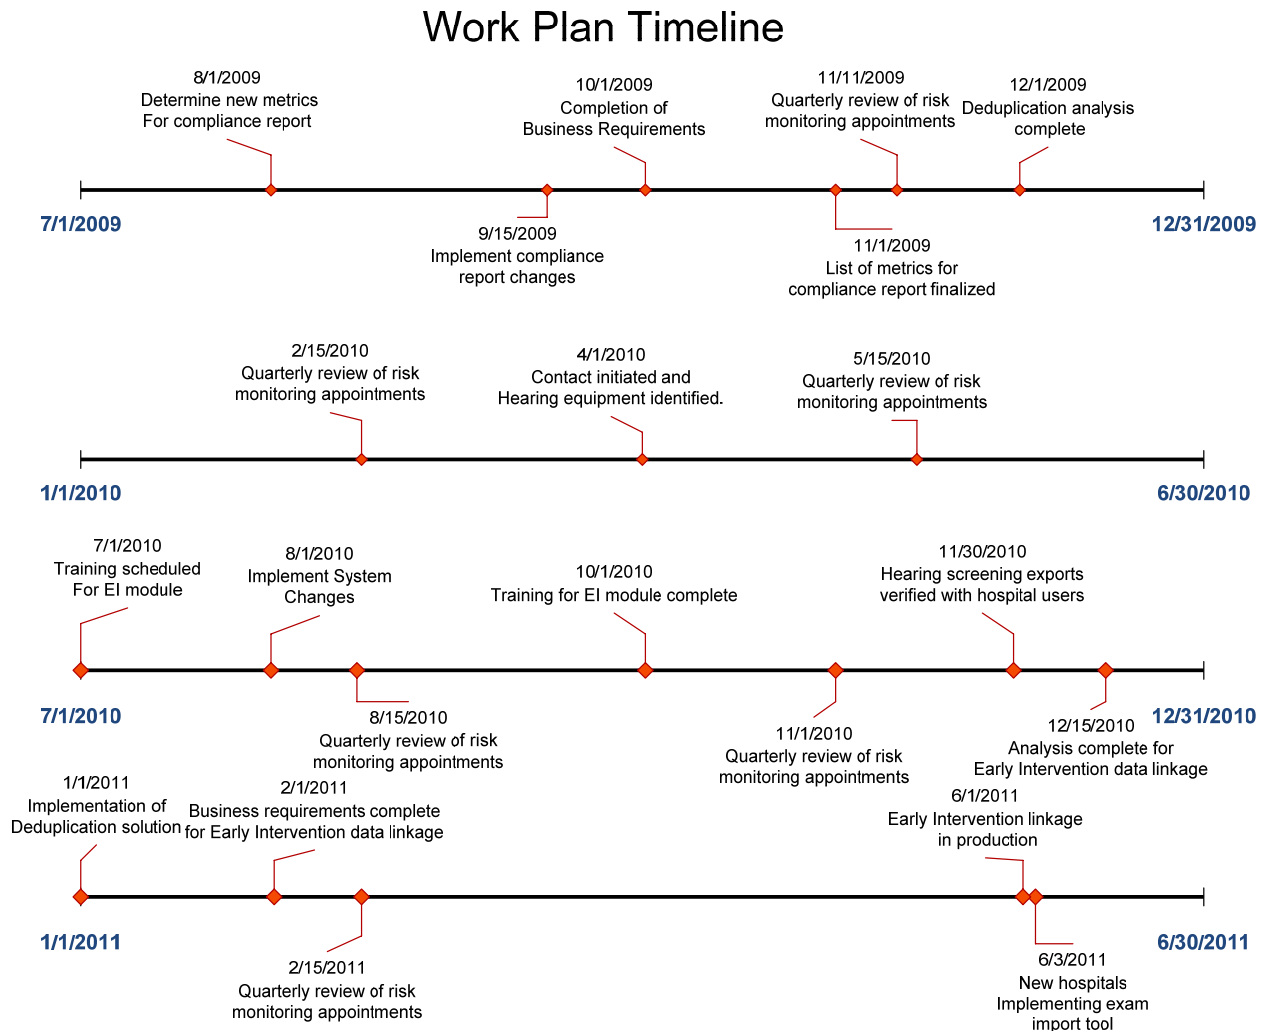 Work Plan Timeline
8/1/2009
Determine new metrics
For compliance report
10/1/2009
Completion of
Business Requirements
11/11/2009
Quarterly review of risk
monitoring appointments
12/1/2009
Deduplication analysis
complete
7/1/2009
12/31/2009
9/15/2009
Implement compliance
report changes
11/1/2009
List of metrics for
compliance report finalized
2/15/2010
Quarterly review of risk
monitoring appointments
4/1/2010
Contact initiated and
Hearing equipment identified.
5/15/2010
Quarterly review of risk
monitoring appointments
1/1/2010
6/30/2010
7/1/2010
Training scheduled
For EI module
8/1/2010
Implement System
Changes
10/1/2010
Training for EI module complete
11/30/2010
Hearing screening exports
verified with hospital users
7/1/2010
12/31/2010
8/15/2010
Quarterly review of risk
monitoring appointments
11/1/2010
Quarterly review of risk
monitoring appointments
12/15/2010
Analysis complete for
Early Intervention data linkage
1/1/2011
Implementation of
Deduplication solution
2/1/2011
Business requirements complete
for Early Intervention data linkage
6/1/2011
Early Intervention linkage
in production
1/1/2011
6/30/2011
2/15/2011
Quarterly review of risk
monitoring appointments
6/3/2011
New hospitals
Implementing exam
import tool